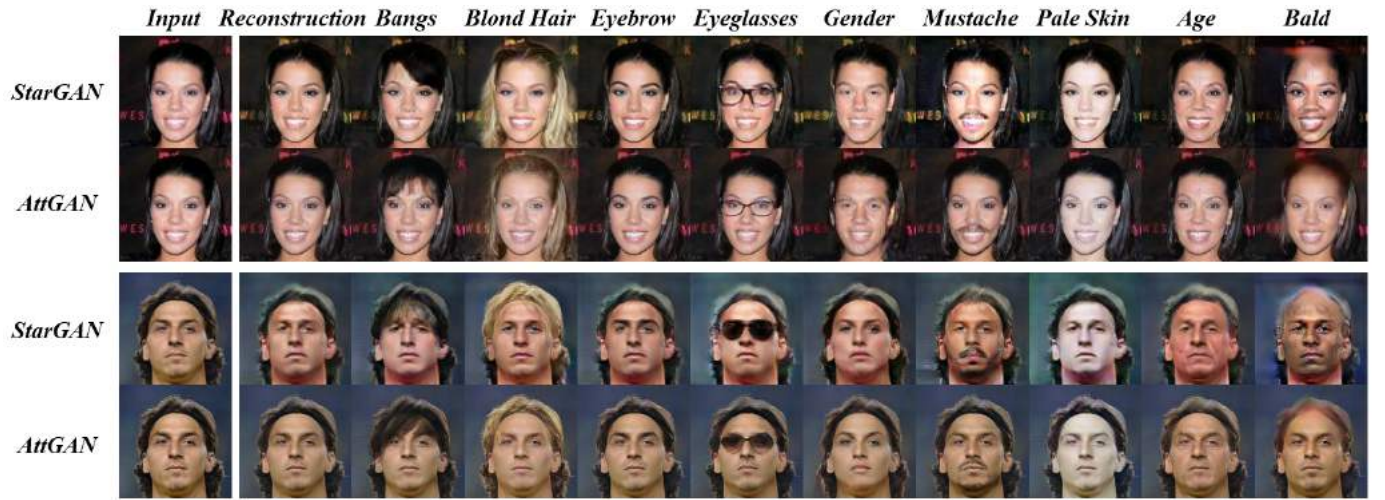 Input Reconstruction Bangs Blond Hair Eyebrow Eyeglasses Gender Mustache Pale Skin Age Bald
StarGAN
AttGAN
StarGAN
AttGAN